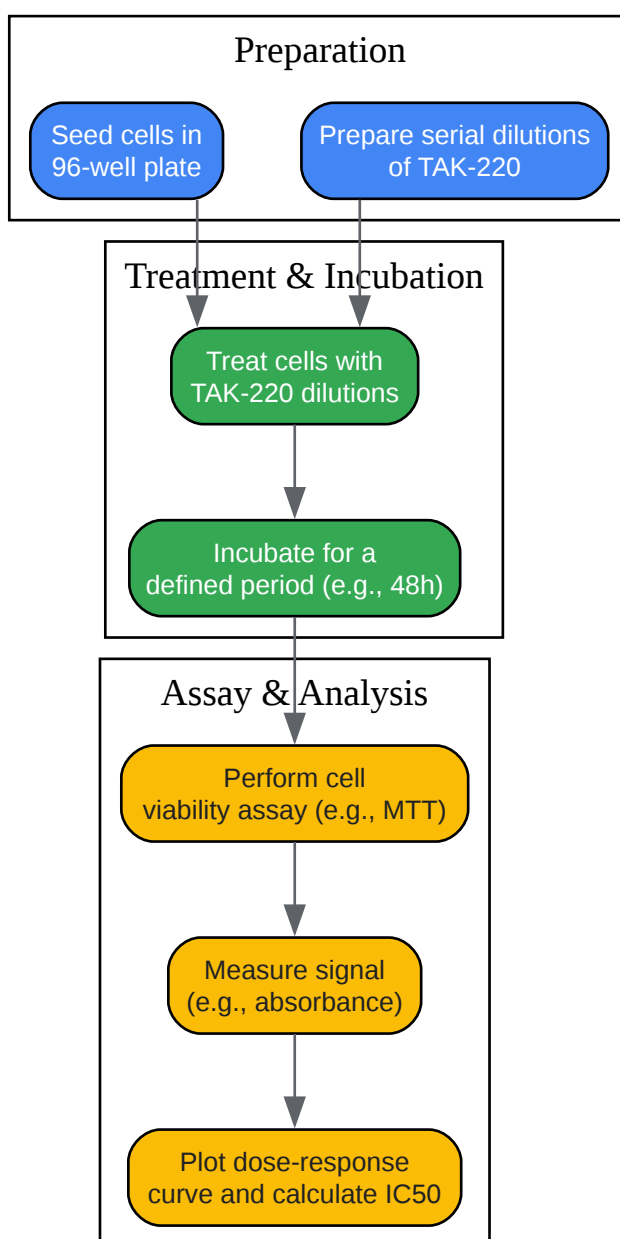 Preparation
Seed cells in
96-well plate
Prepare serial dilutions
of TAK-220
Treatment & Incubation
Treat cells with
TAK-220 dilutions
Incubate for a
defined period (e.g., 48h)
Assay & Analysis
Perform cell
viability assay (e.g., MTT)
Measure signal
(e.g., absorbance)
Plot dose-response
curve and calculate IC50